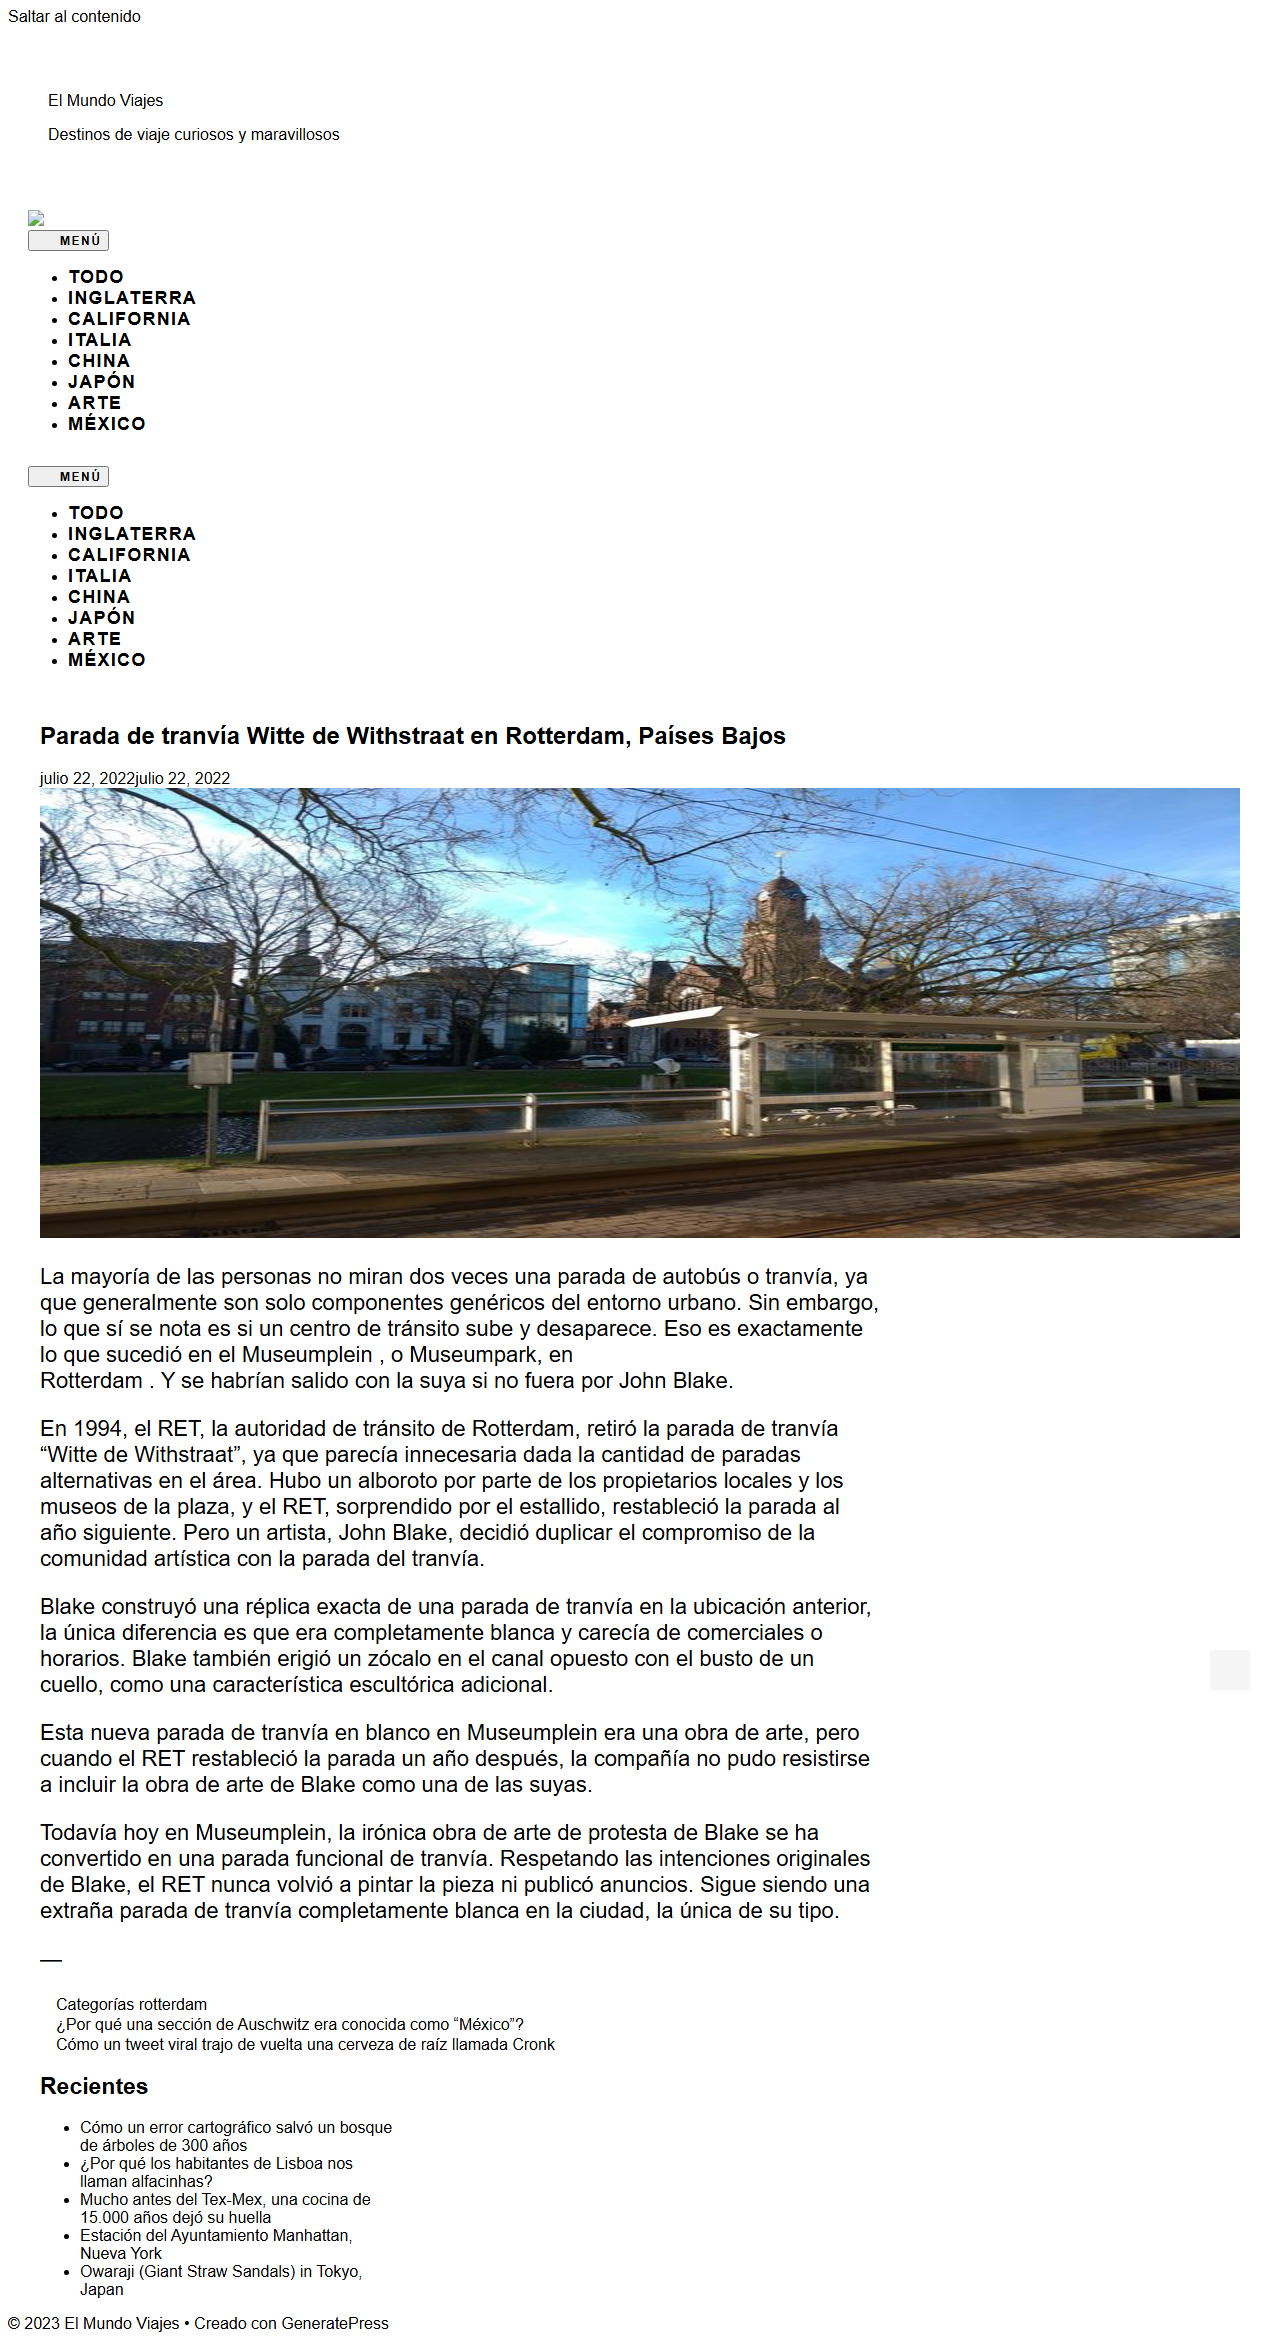 Saltar al contenido
El Mundo Viajes
Destinos de viaje curiosos y maravillosos
MENÚ
TODO
INGLATERRA
CALIFORNIA
ITALIA
CHINA
JAPÓN
ARTE
MÉXICO
MENÚ
TODO
INGLATERRA
CALIFORNIA
ITALIA
CHINA
JAPÓN
ARTE
MÉXICO
Parada de tranvía Witte de Withstraat en Rotterdam, Países Bajos
julio 22, 2022julio 22, 2022
La mayoría de las personas no miran dos veces una parada de autobús o tranvía, ya
que generalmente son solo componentes genéricos del entorno urbano. Sin embargo,
lo que sí se nota es si un centro de tránsito sube y desaparece. Eso es exactamente
lo que sucedió en el Museumplein , o Museumpark, en
Rotterdam . Y se habrían salido con la suya si no fuera por John Blake.
En 1994, el RET, la autoridad de tránsito de Rotterdam, retiró la parada de tranvía
“Witte de Withstraat”, ya que parecía innecesaria dada la cantidad de paradas
alternativas en el área. Hubo un alboroto por parte de los propietarios locales y los
museos de la plaza, y el RET, sorprendido por el estallido, restableció la parada al
año siguiente. Pero un artista, John Blake, decidió duplicar el compromiso de la
comunidad artística con la parada del tranvía.
Blake construyó una réplica exacta de una parada de tranvía en la ubicación anterior,
la única diferencia es que era completamente blanca y carecía de comerciales o
horarios. Blake también erigió un zócalo en el canal opuesto con el busto de un
cuello, como una característica escultórica adicional.
Esta nueva parada de tranvía en blanco en Museumplein era una obra de arte, pero
cuando el RET restableció la parada un año después, la compañía no pudo resistirse
a incluir la obra de arte de Blake como una de las suyas.
Todavía hoy en Museumplein, la irónica obra de arte de protesta de Blake se ha
convertido en una parada funcional de tranvía. Respetando las intenciones originales
de Blake, el RET nunca volvió a pintar la pieza ni publicó anuncios. Sigue siendo una
extraña parada de tranvía completamente blanca en la ciudad, la única de su tipo.
—
Categorías rotterdam
¿Por qué una sección de Auschwitz era conocida como “México”?
Cómo un tweet viral trajo de vuelta una cerveza de raíz llamada Cronk
Recientes
Cómo un error cartográfico salvó un bosque
de árboles de 300 años
¿Por qué los habitantes de Lisboa nos
llaman alfacinhas?
Mucho antes del Tex-Mex, una cocina de
15.000 años dejó su huella
Estación del Ayuntamiento Manhattan,
Nueva York
Owaraji (Giant Straw Sandals) in Tokyo,
Japan
© 2023 El Mundo Viajes • Creado con GeneratePress